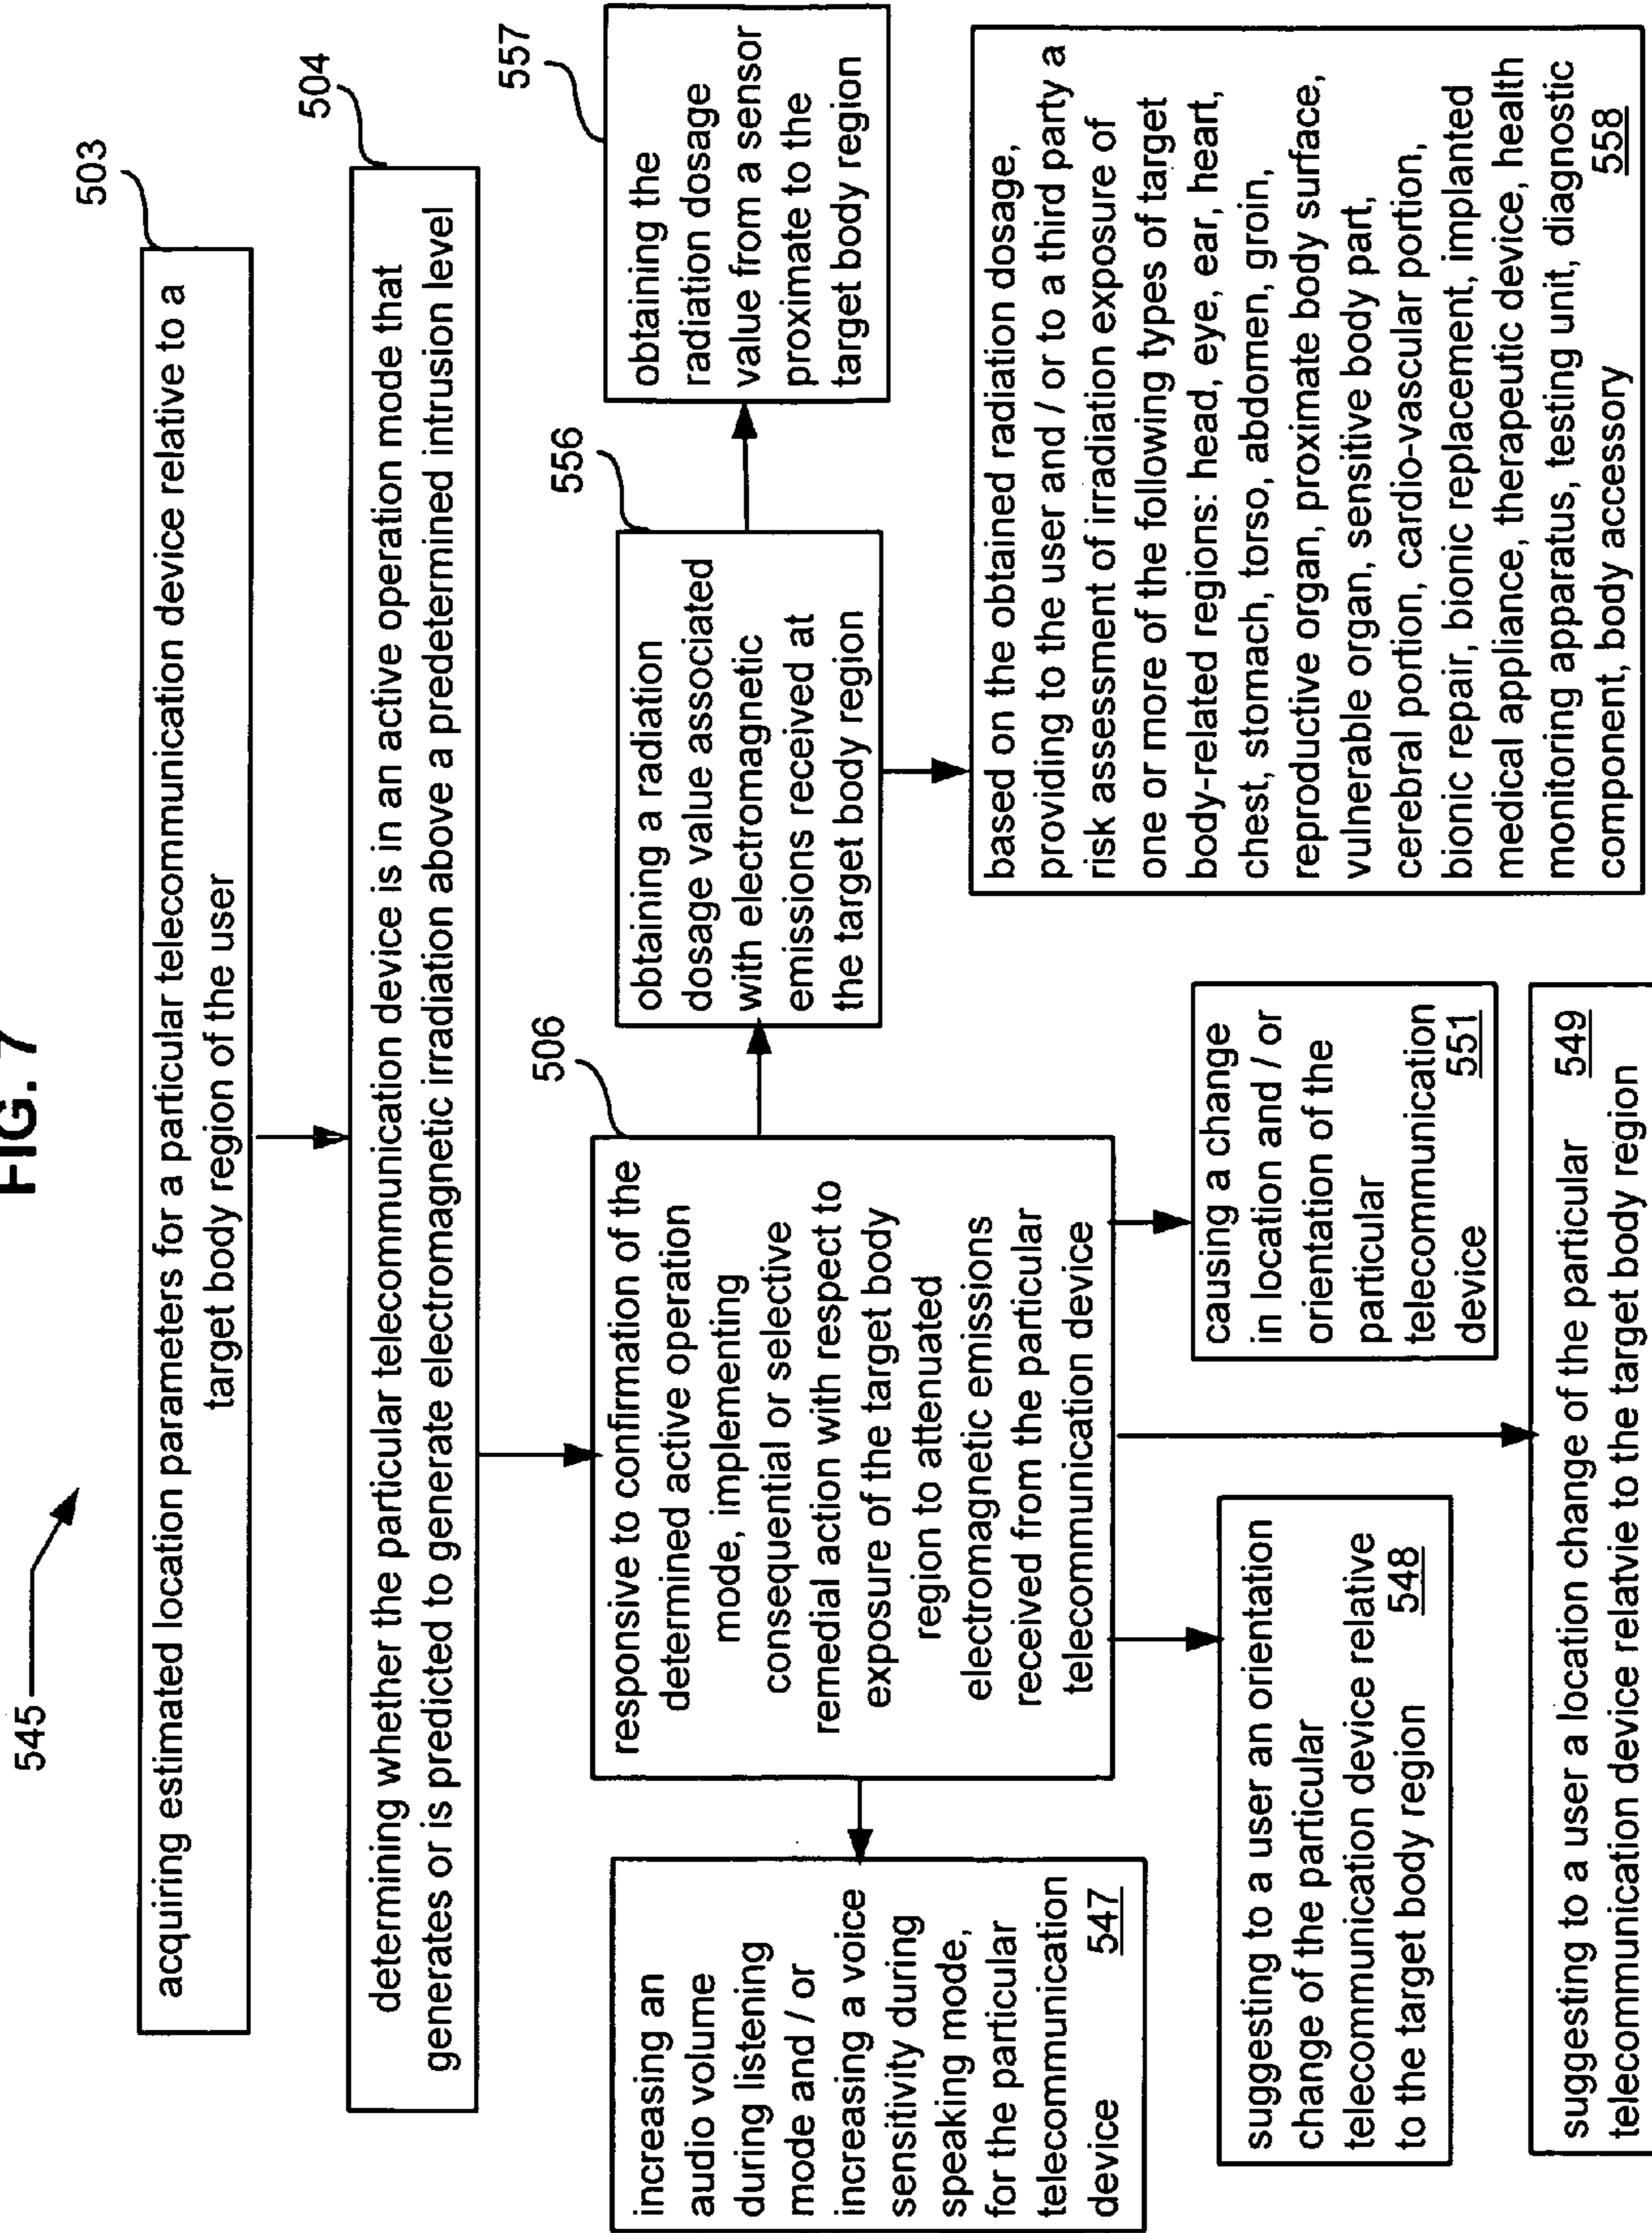 FIG. 7
545
503
acquiring estimated location parameters for a particular telecommunication device relative to a
target body region of the user
504
determining whether the particular telecommunication device is in an active operation mode that
generates or is predicted to generate electromagnetic irradiation above a predetermined intrusion level
506
responsive to confirmation of the
determined active operation
mode, implementing
consequential or selective
remedial action with respect to
exposure of the target body
region to attenuated
electromagnetic emissions
received from the particular
telecommunication device
556
obtaining a radiation
dosage value associated
with electromagnetic
emissions received at
the target body region
557
obtaining the
radiation dosage
value from a sensor
proximate to the
target body region
increasing an
audio volume
during listening
mode and / or
increasing a voice
sensitivity during
speaking mode,
for the particular
telecommunication
device 547
suggesting to a user an orientation
change of the particular
telecommunication device relative
to the target body region 548
causing a change
in location and / or
orientation of the
particular
telecommunication
device 551
suggesting to a user a location change of the particular 549
telecommunication device relatvie to the target body region
based on the obtained radiation dosage,
providing to the user and / or to a third party a
risk assessment of irradiation exposure of
one or more of the following types of target
body-related regions: head, eye, ear, heart,
chest, stomach, torso, abdomen, groin,
reproductive organ, proximate body surface,
vulnerable organ, sensitive body part,
cerebral portion, cardio-vascular portion,
bionic repair, bionic replacement, implanted
medical appliance, therapeutic device, health
monitoring apparatus, testing unit, diagnostic
component, body accessory 558